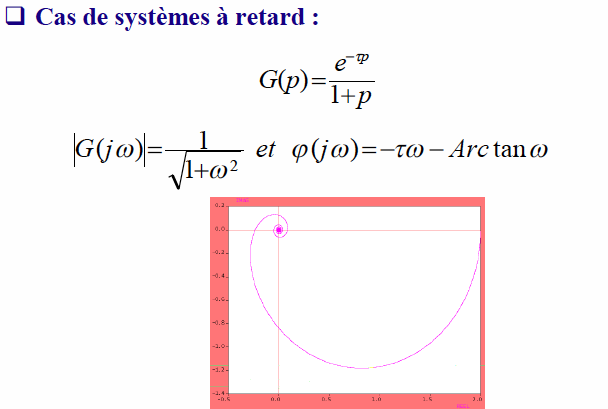 ❑ Cas de systèmes à retard :
G(p)=e^{-τp}/(1+p)
|G(jω)|=1/√(1+ω²) et φ(jω)=−τω−Arc tan ω
0.2
0.0
-0.2
-0.4
-0.6
-0.8
-1.0
-1.2
-1.4
-0.5 0.0 0.5 1.0 1.5 2.0